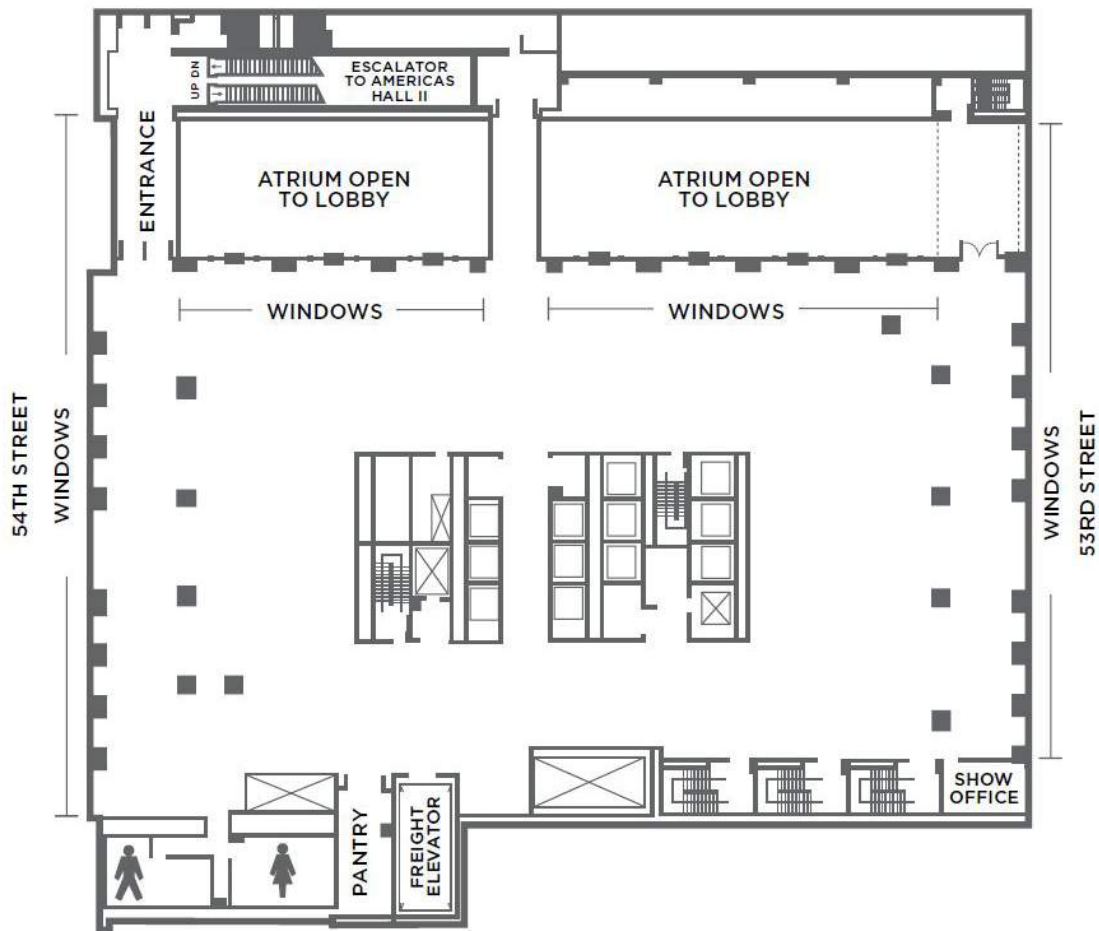 UP DN
ESCALATOR
TO AMERICAS
HALL II
ENTRANCE
ATRIUM OPEN
TO LOBBY
ATRIUM OPEN
TO LOBBY
WINDOWS
WINDOWS
54TH STREET
WINDOWS
WINDOWS
53RD STREET
PANTRY
FREIGHT
ELEVATOR
SHOW
OFFICE